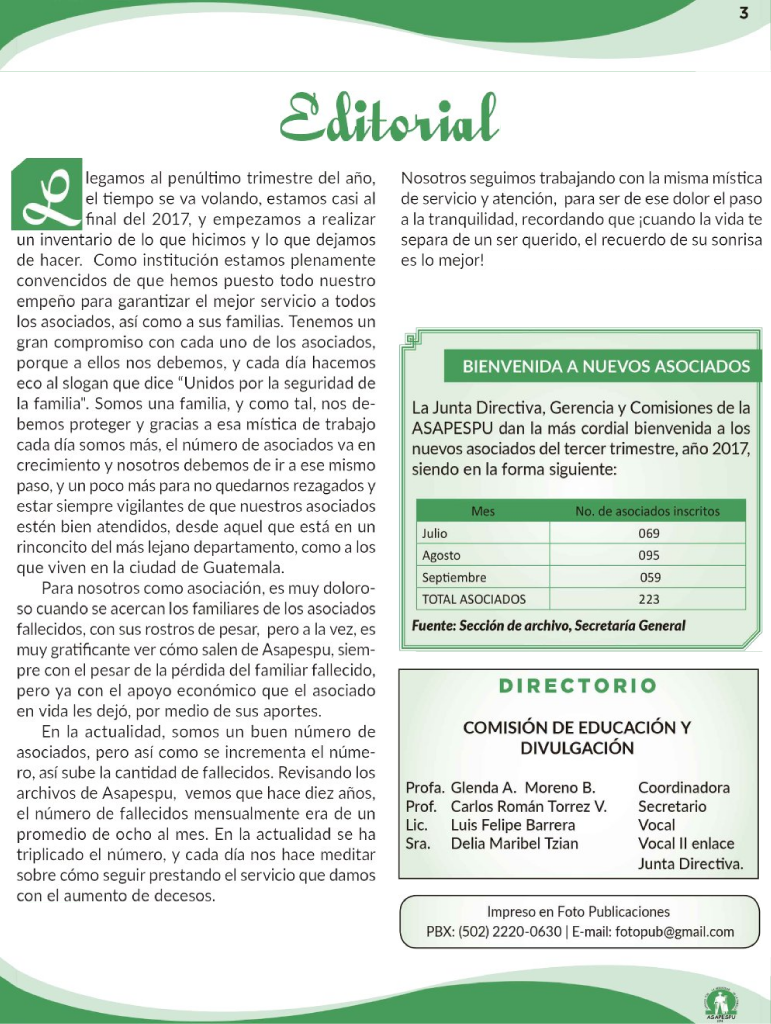 3
Editorial
Llegamos al penúltimo trimestre del año,
el tiempo se va volando, estamos casi al
final del 2017, y empezamos a realizar
un inventario de lo que hicimos y lo que dejamos
de hacer. Como institución estamos plenamente
convencidos de que hemos puesto todo nuestro
empeño para garantizar el mejor servicio a todos
los asociados, así como a sus familias. Tenemos un
gran compromiso con cada uno de los asociados,
porque a ellos nos debemos, y cada día hacemos
eco al slogan que dice “Unidos por la seguridad de
la familia”. Somos una familia, y como tal, nos de-
bemos proteger y gracias a esa mística de trabajo
cada día somos más, el número de asociados va en
crecimiento y nosotros debemos de ir a ese mismo
paso, y un poco más para no quedarnos rezagados y
estar siempre vigilantes de que nuestros asociados
estén bien atendidos, desde aquel que está en un
rinconcito del más lejano departamento, como a los
que viven en la ciudad de Guatemala.
Para nosotros como asociación, es muy doloro-
so cuando se acercan los familiares de los asociados
fallecidos, con sus rostros de pesar, pero a la vez, es
muy gratificante ver cómo salen de Asapespu, siem-
pre con el pesar de la pérdida del familiar fallecido,
pero ya con el apoyo económico que el asociado
en vida les dejó, por medio de sus aportes.
En la actualidad, somos un buen número de
asociados, pero así como se incrementa el núme-
ro, así sube la cantidad de fallecidos. Revisando los
archivos de Asapespu, vemos que hace diez años,
el número de fallecidos mensualmente era de un
promedio de ocho al mes. En la actualidad se ha
triplicado el número, y cada día nos hace meditar
sobre cómo seguir prestando el servicio que damos
con el aumento de decesos.
Nosotros seguimos trabajando con la misma mística
de servicio y atención, para ser de ese dolor el paso
a la tranquilidad, recordando que ¡cuando la vida te
separa de un ser querido, el recuerdo de su sonrisa
es lo mejor!
BIENVENIDA A NUEVOS ASOCIADOS
La Junta Directiva, Gerencia y Comisiones de la
ASAPESPU dan la más cordial bienvenida a los
nuevos asociados del tercer trimestre, año 2017,
siendo en la forma siguiente:
Mes No. de asociados inscritos
Julio 069
Agosto 095
Septiembre 059
TOTAL ASOCIADOS 223
Fuente: Sección de archivo, Secretaría General
DIRECTORIO
COMISIÓN DE EDUCACIÓN Y
DIVULGACIÓN
Profa. Glenda A. Moreno B. Coordinadora
Prof. Carlos Román Torrez V. Secretario
Lic. Luis Felipe Barrera Vocal
Sra. Delia Maribel Tzian Vocal II enlace
Junta Directiva.
Impreso en Foto Publicaciones
PBX: (502) 2220-0630 | E-mail: fotopub@gmail.com
ASAPESPU